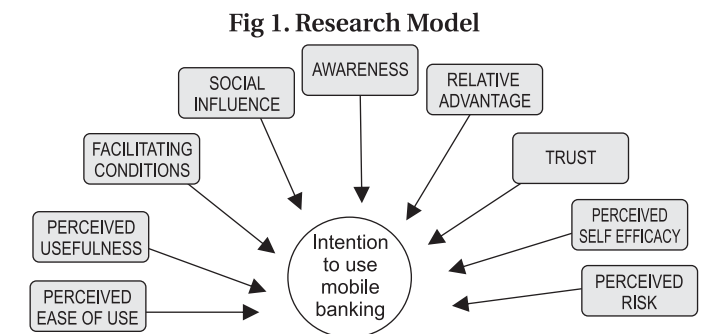 Fig 1. Research Model
AWARENESS
SOCIAL
INFLUENCE
RELATIVE
ADVANTAGE
FACILITATING
CONDITIONS
TRUST
PERCEIVED
USEFULNESS
PERCEIVED
SELF EFFICACY
PERCEIVED
EASE OF USE
PERCEIVED
RISK
Intention
to use
mobile
banking